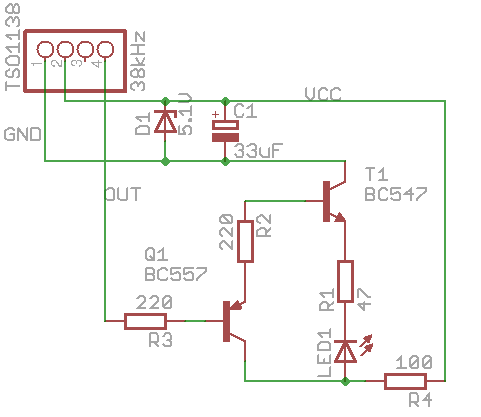 TSO1138
38kHz
1
2
3
4
GND
D1
5.1V
+
C1
33uF
VCC
OUT
T1
BC547
220
R2
Q1
BC557
220
R3
R1
47
LED1
100
R4